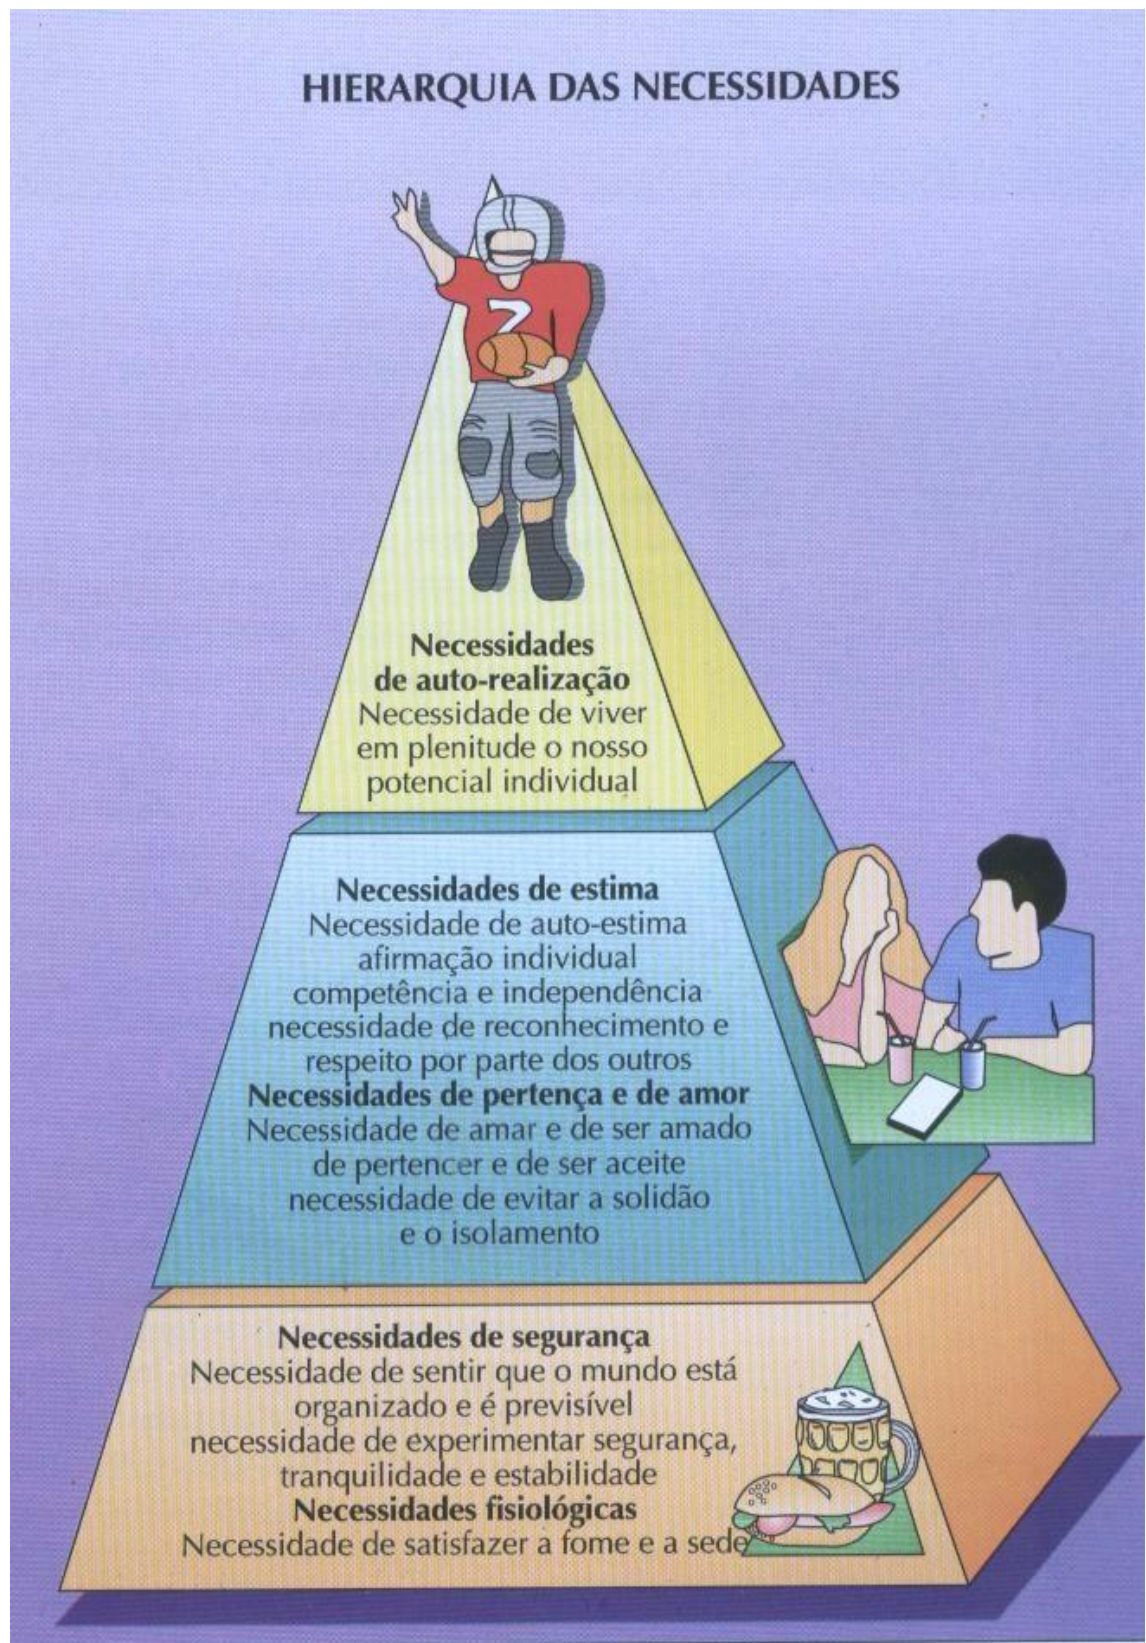 HIERARQUIA DAS NECESSIDADES
7
Necessidades
de auto-realização
Necessidade de viver
em plenitude o nosso
potencial individual
Necessidades de estima
Necessidade de auto-estima
afirmação individual
competência e independência
necessidade de reconhecimento e
respeito por parte dos outros
Necessidades de pertença e de amor
Necessidade de amar e de ser amado
de pertencer e de ser aceite
necessidade de evitar a solidão
e o isolamento
Necessidades de segurança
Necessidade de sentir que o mundo está
organizado e é previsível
necessidade de experimentar segurança,
tranquilidade e estabilidade
Necessidades fisiológicas
Necessidade de satisfazer a fome e a sede